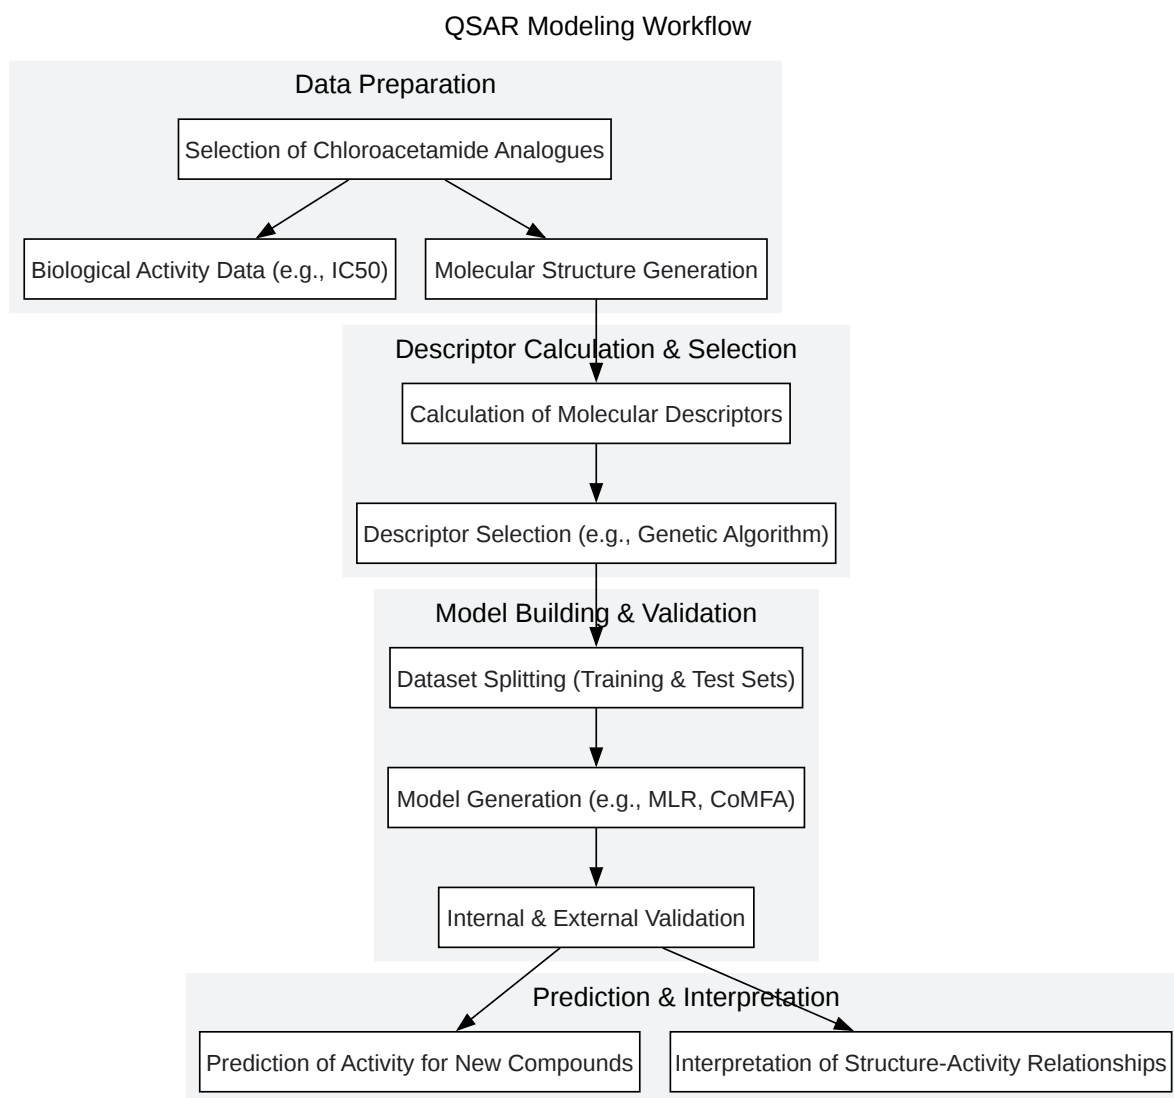 QSAR Modeling Workflow
Data Preparation
Selection of Chloroacetamide Analogues
Biological Activity Data (e.g., IC50)
Molecular Structure Generation
Descriptor Calculation & Selection
Calculation of Molecular Descriptors
Descriptor Selection (e.g., Genetic Algorithm)
Model Building & Validation
Dataset Splitting (Training & Test Sets)
Model Generation (e.g., MLR, CoMFA)
Internal & External Validation
Prediction & Interpretation
Prediction of Activity for New Compounds
Interpretation of Structure-Activity Relationships